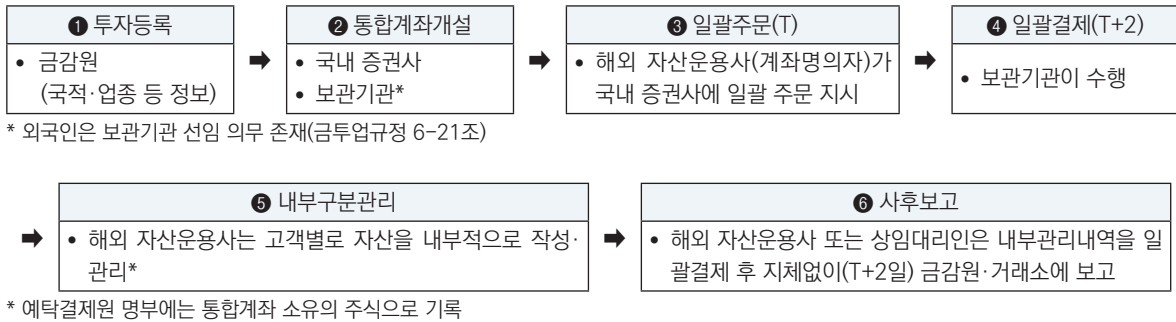 ❶ 투자등록
• 금감원
(국적·업종 등 정보)
➡
❷ 통합계좌개설
• 국내 증권사
• 보관기관*
➡
❸ 일괄주문(T)
• 해외 자산운용사(계좌명의자)가
국내 증권사에 일괄 주문 지시
➡
❹ 일괄결제(T+2)
• 보관기관이 수행
* 외국인은 보관기관 선임 의무 존재(금투업규정 6-21조)
➡
❺ 내부구분관리
• 해외 자산운용사는 고객별로 자산을 내부적으로 작성·
관리*
➡
❻ 사후보고
• 해외 자산운용사 또는 상임대리인은 내부관리내역을 일
괄결제 후 지체없이(T+2일) 금감원·거래소에 보고
* 예탁결제원 명부에는 통합계좌 소유의 주식으로 기록